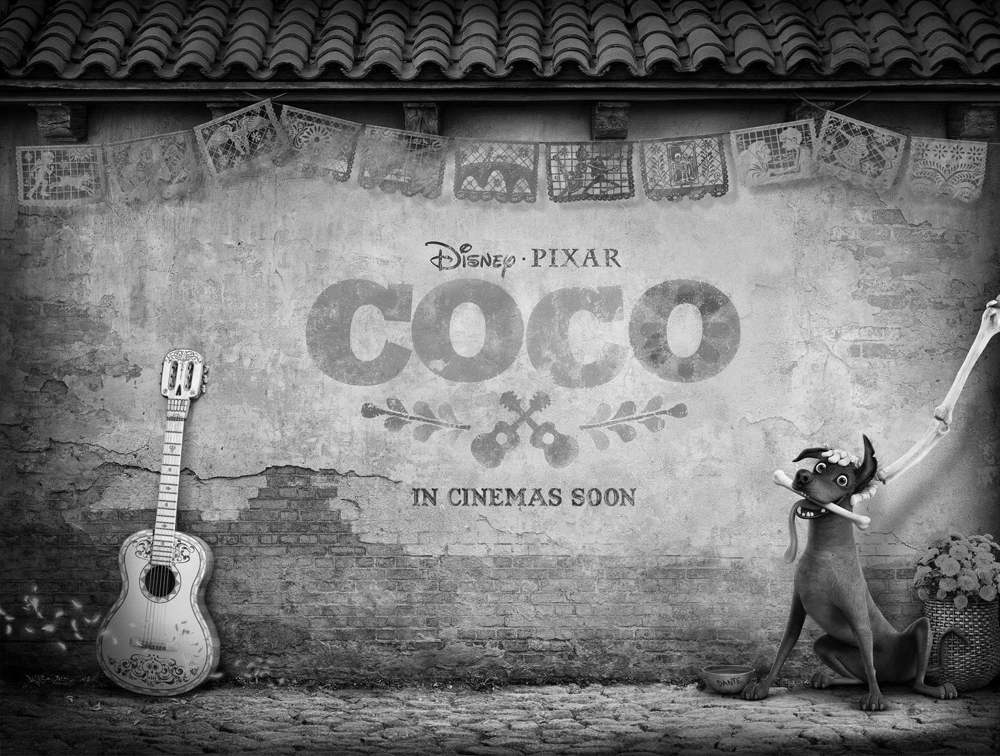 Disney · PIXAR
COCO
IN CINEMAS SOON
DANTE